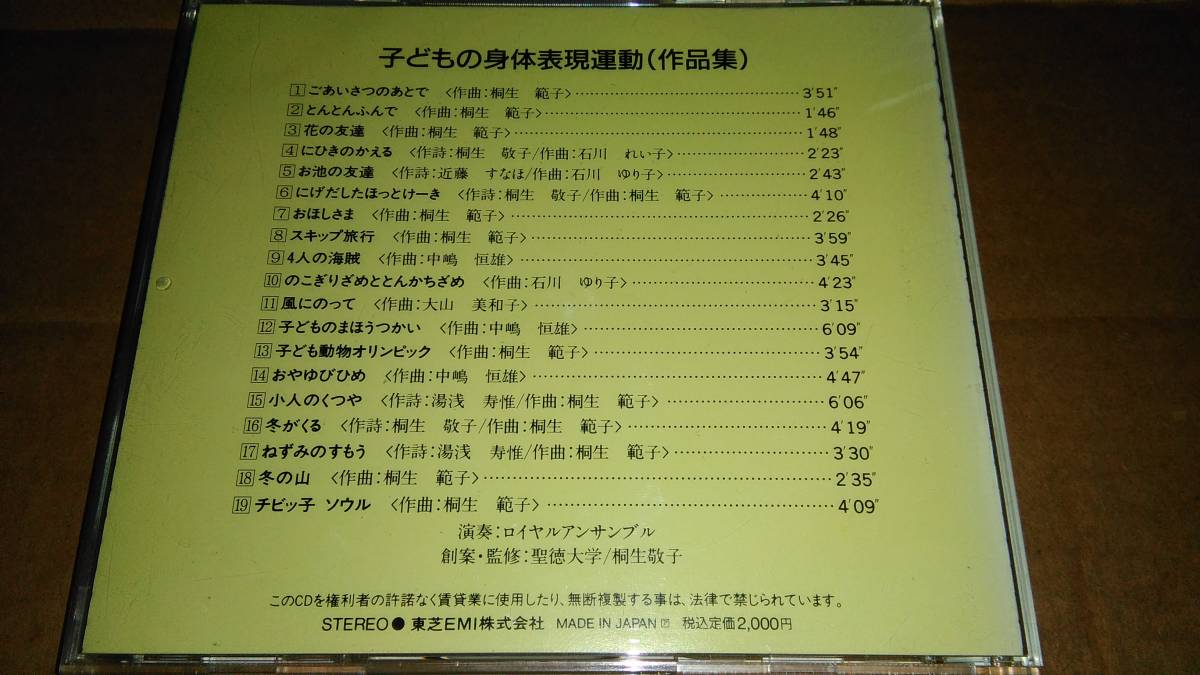 子どもの身体表現運動(作品集)
1 ごあいさつのあとで 〈作曲:桐生 範子〉………3′51″
2 とんとんふんで 〈作曲:桐生 範子〉………1′46″
3 花の友達 〈作曲:桐生 範子〉………1′48″
4 にひきのかえる 〈作詩:桐生 敬子/作曲:石川 れい子〉………2′23″
5 お池の友達 〈作詩:近藤 すなほ/作曲:石川 ゆり子〉………2′43″
6 にげだしたほっとけーき 〈作詩:桐生 敬子/作曲:桐生 範子〉………4′10″
7 おほしさま 〈作曲:桐生 範子〉………2′26″
8 スキップ旅行 〈作曲:桐生 範子〉………3′59″
9 4人の海賊 〈作曲:中嶋 恒雄〉………3′45″
10 のこぎりざめととんかちざめ 〈作曲:石川 ゆり子〉………4′23″
11 風にのって 〈作曲:大山 美和子〉………3′15″
12 子どものまほうつかい 〈作曲:中嶋 恒雄〉………6′09″
13 子ども動物オリンピック 〈作曲:桐生 範子〉………3′54″
14 おやゆびひめ 〈作曲:中嶋 恒雄〉………4′47″
15 小人のくつや 〈作詩:湯浅 寿惟/作曲:桐生 範子〉………6′06″
16 冬がくる 〈作詩:桐生 敬子/作曲:桐生 範子〉………4′19″
17 ねずみのすもう 〈作詩:湯浅 寿惟/作曲:桐生 範子〉………3′30″
18 冬の山 〈作曲:桐生 範子〉………2′35″
19 チビッ子 ソウル 〈作曲:桐生 範子〉………4′09″
演奏:ロイヤルアンサンブル
創案・監修:聖徳大学/桐生敬子
このCDを権利者の許諾なく賃貸業に使用したり、無断複製する事は、法律で禁じられています。
STEREO● 東芝EMI株式会社 MADE IN JAPAN 税込定価2,000円